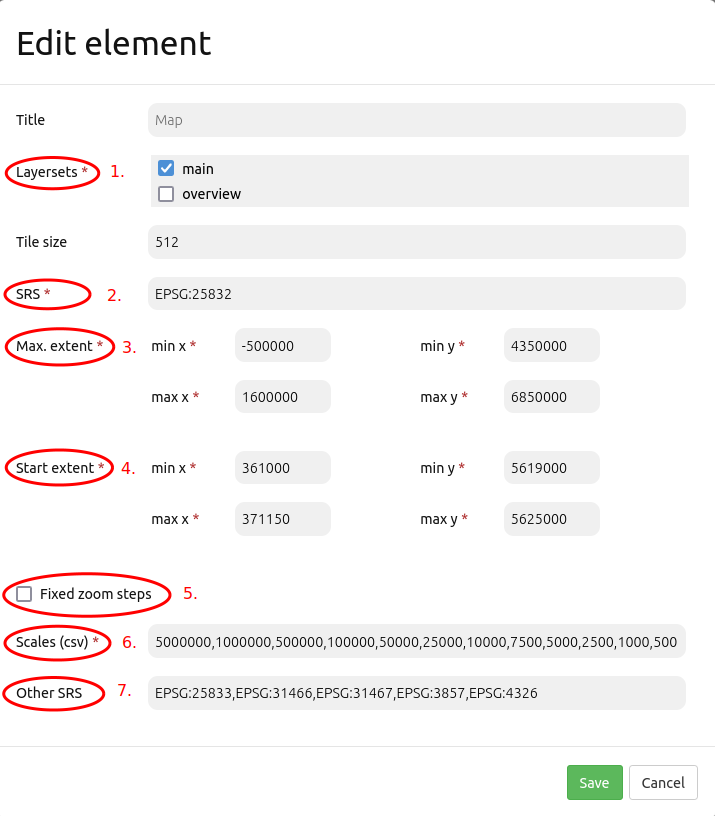 Edit element
Title Map
Layersets * 1. main
overview
Tile size 512
SRS * 2. EPSG:25832
Max. extent * 3. min x * -500000 min y * 4350000
max x * 1600000 max y * 6850000
Start extent * 4. min x * 361000 min y * 5619000
max x * 371150 max y * 5625000
Fixed zoom steps 5.
Scales (csv) * 6. 5000000,1000000,500000,100000,50000,25000,10000,7500,5000,2500,1000,500
Other SRS 7. EPSG:25833,EPSG:31466,EPSG:31467,EPSG:3857,EPSG:4326
Save Cancel